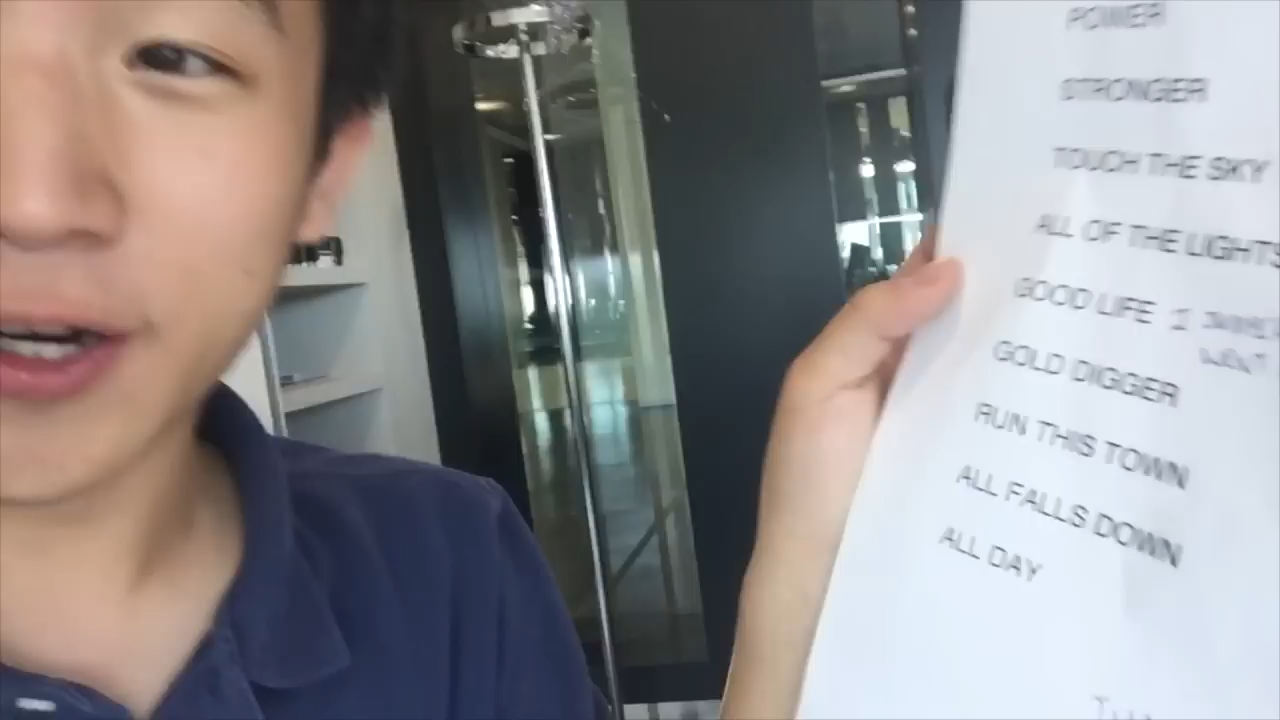 POWER
STRONGER
TOUCH THE SKY
ALL OF THE LIGHTS
GOOD LIFE 1
GOLD DIGGER
RUN THIS TOWN
ALL FALLS DOWN
ALL DAY